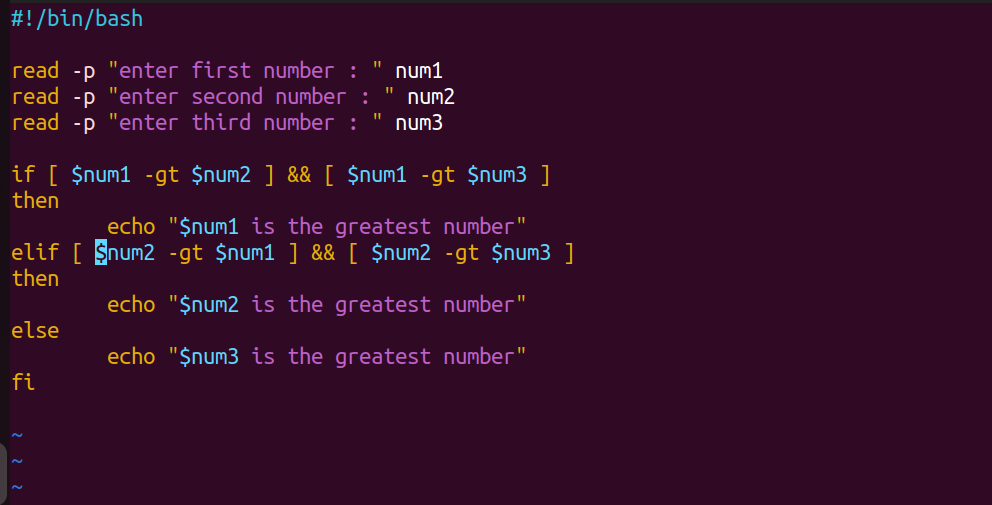 #!/bin/bash

read -p "enter first number : " num1
read -p "enter second number : " num2
read -p "enter third number : " num3

if [ $num1 -gt $num2 ] && [ $num1 -gt $num3 ]
then
        echo "$num1 is the greatest number"
elif [ $num2 -gt $num1 ] && [ $num2 -gt $num3 ]
then
        echo "$num2 is the greatest number"
else
        echo "$num3 is the greatest number"
fi

~
~
~